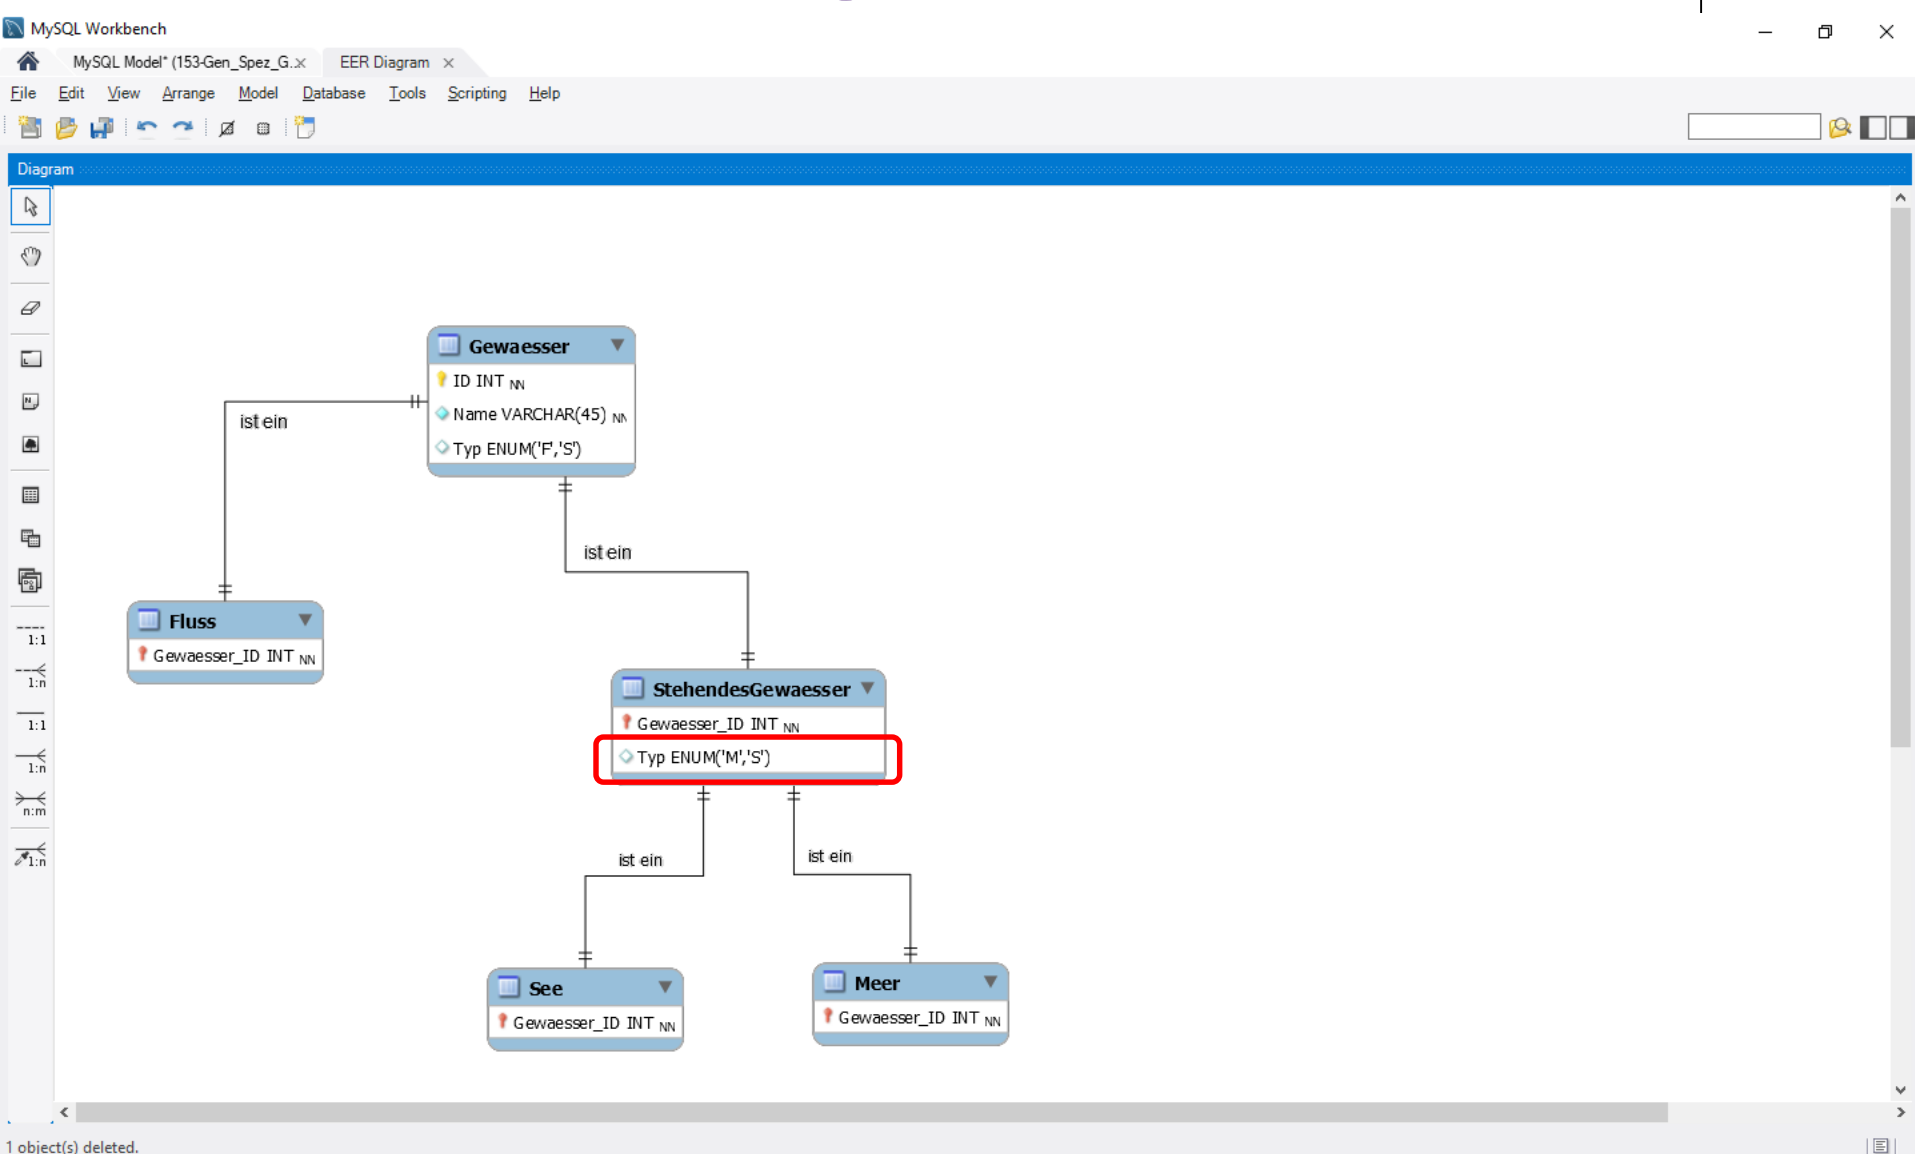 MySQL Workbench
MySQL Model* (153-Gen_Spez_G... ×
EER Diagram ×
File Edit View Arrange Model Database Tools Scripting Help
Diagram
Gewaesser
ID INT NN
Name VARCHAR(45) NN
Typ ENUM('F','S')
ist ein
ist ein
Fluss
Gewaesser_ID INT NN
StehendesGewaesser
Gewaesser_ID INT NN
Typ ENUM('M','S')
ist ein
ist ein
See
Gewaesser_ID INT NN
Meer
Gewaesser_ID INT NN
1:1
1:n
1:1
1:n
n:m
1:n
1 object(s) deleted.